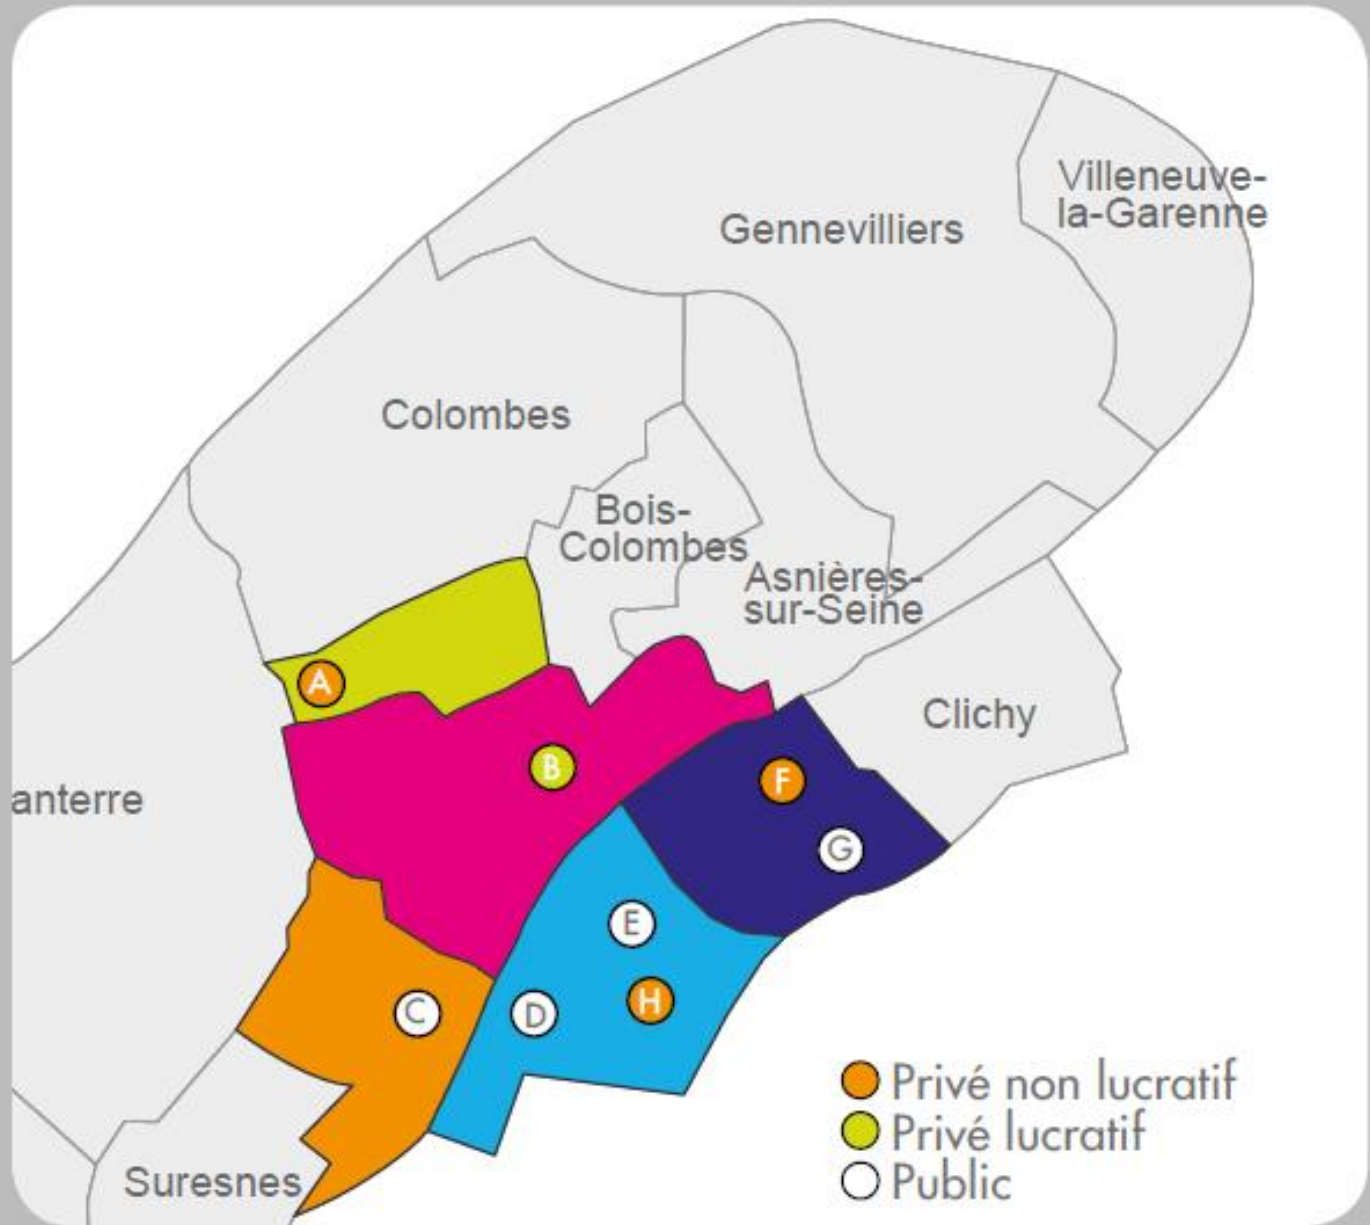 Villeneuve-
la-Garenne
Gennevilliers
Colombes
Bois-
Colombes
Asnières-
sur-Seine
A
Clichy
B
F
anterre
G
E
H
C
D
Privé non lucratif
Privé lucratif
Public
Suresnes